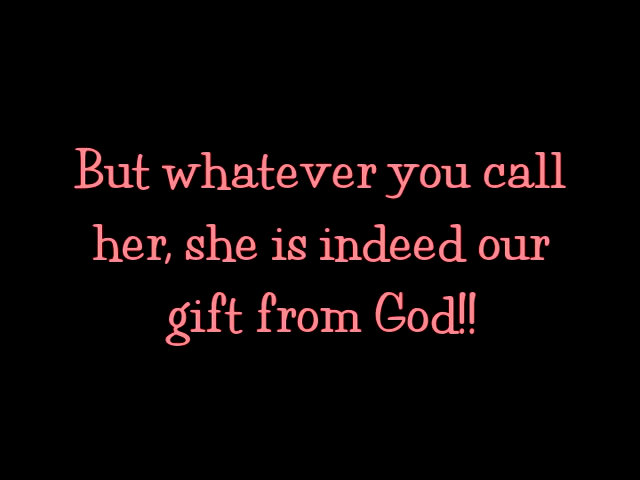 But whatever you call
her, she is indeed our
gift from God!!